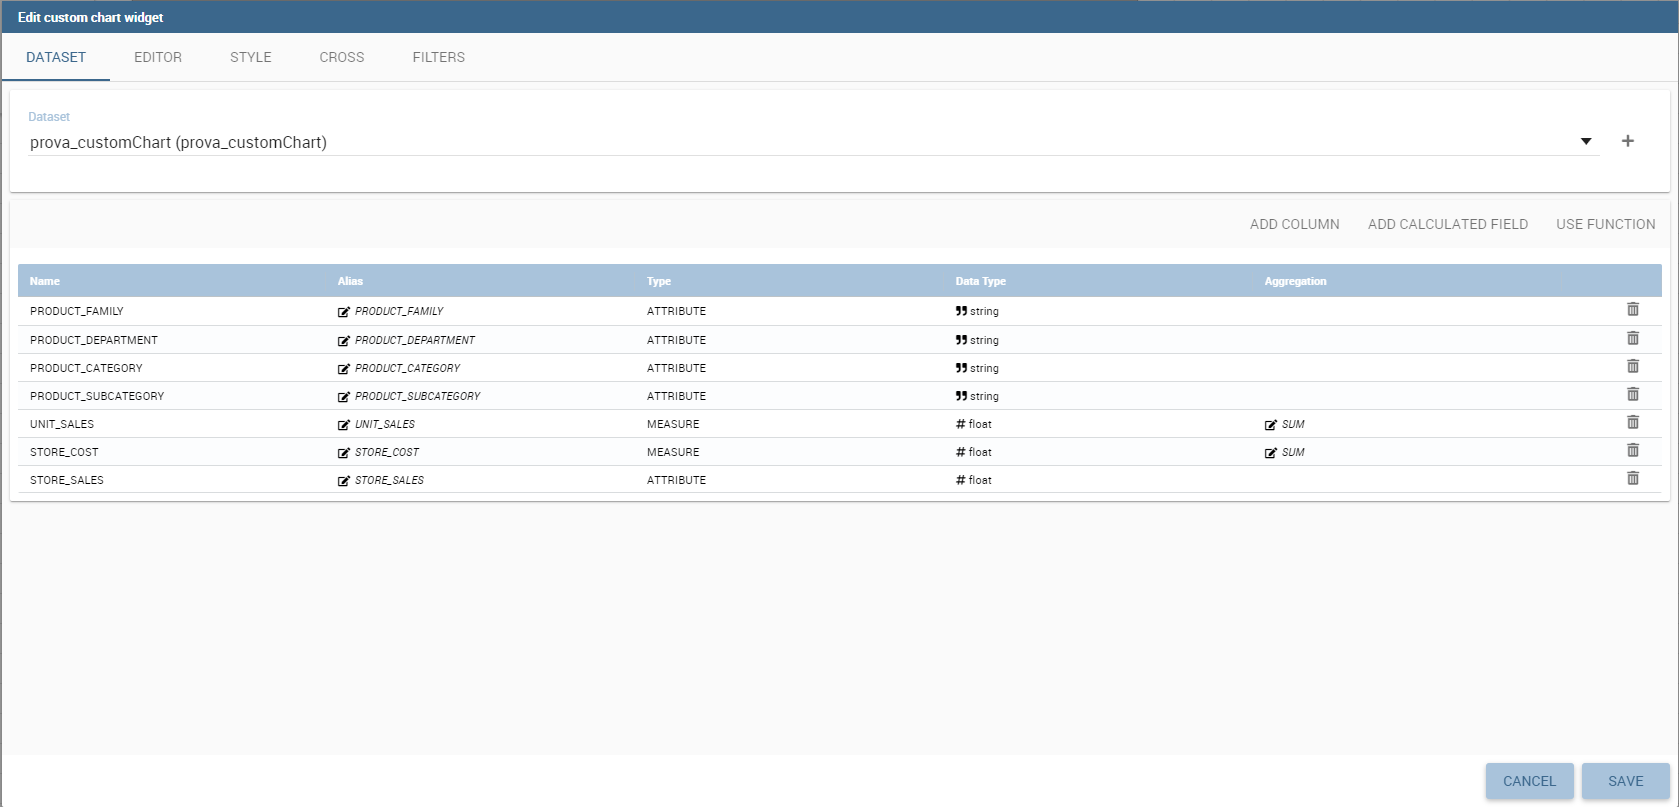 Edit custom chart widget
DATASET EDITOR STYLE CROSS FILTERS
Dataset
prova_customChart (prova_customChart)
ADD COLUMN ADD CALCULATED FIELD USE FUNCTION
Name Alias Type Data Type Aggregation
PRODUCT_FAMILY PRODUCT_FAMILY ATTRIBUTE string
PRODUCT_DEPARTMENT PRODUCT_DEPARTMENT ATTRIBUTE string
PRODUCT_CATEGORY PRODUCT_CATEGORY ATTRIBUTE string
PRODUCT_SUBCATEGORY PRODUCT_SUBCATEGORY ATTRIBUTE string
UNIT_SALES UNIT_SALES MEASURE # float SUM
STORE_COST STORE_COST MEASURE # float SUM
STORE_SALES STORE_SALES ATTRIBUTE # float
CANCEL SAVE